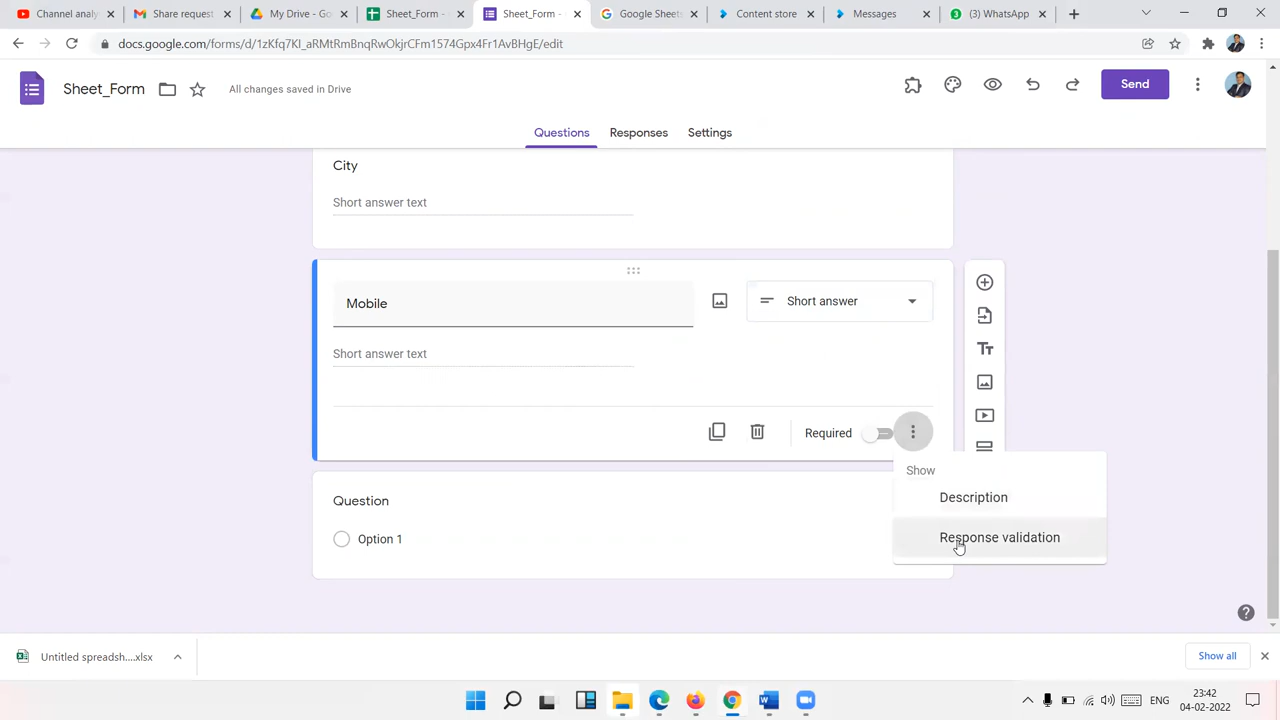 Channel analy
Share request
My Drive - Go
Sheet_Form -
Sheet_Form -
Google Sheets
Content store
Messages
(3) WhatsApp
docs.google.com/forms/d/1zKfq7KI_aRMtRmBnqRwOkjrCFm1574Gpx4Fr1AvBHgE/edit
Sheet_Form
All changes saved in Drive
Send
Questions
Responses
Settings
City
Short answer text
Mobile
Short answer
Short answer text
Required
Show
Description
Response validation
Question
Option 1
Untitled spreadsh....xlsx
Show all
ENG
23:42
04-02-2022